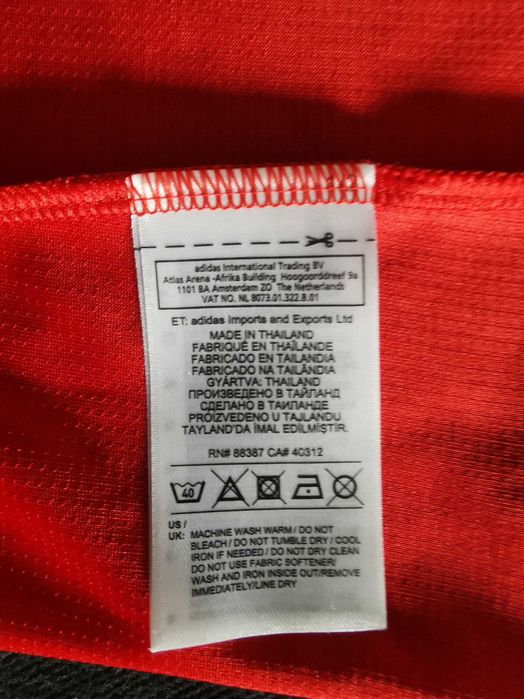 adidas International Trading BV
Atlas Arena -Afrika Building Hoogoorddreef 9a
1101 BA Amsterdam ZO The Netherlands
VAT NO. NL 8073.01.322.B.01
ET: adidas Imports and Exports Ltd
MADE IN THAILAND
FABRIQUÉ EN THAÏLANDE
FABRICADO EN TAILANDIA
FABRICADO NA TAILÂNDIA
GYÁRTVA: THAILAND
ПРОИЗВЕДЕНО В ТАЙЛАНД
СДЕЛАНО В ТАИЛАНДЕ
PROIZVEDENO U TAJLANDU
TAYLAND'DA İMAL EDİLMİŞTİR.
RN# 88387 CA# 40312
40
US /
UK: MACHINE WASH WARM / DO NOT
BLEACH / DO NOT TUMBLE DRY / COOL
IRON IF NEEDED / DO NOT DRY CLEAN
DO NOT USE FABRIC SOFTENER/
WASH AND IRON INSIDE OUT/REMOVE
IMMEDIATELY/LINE DRY